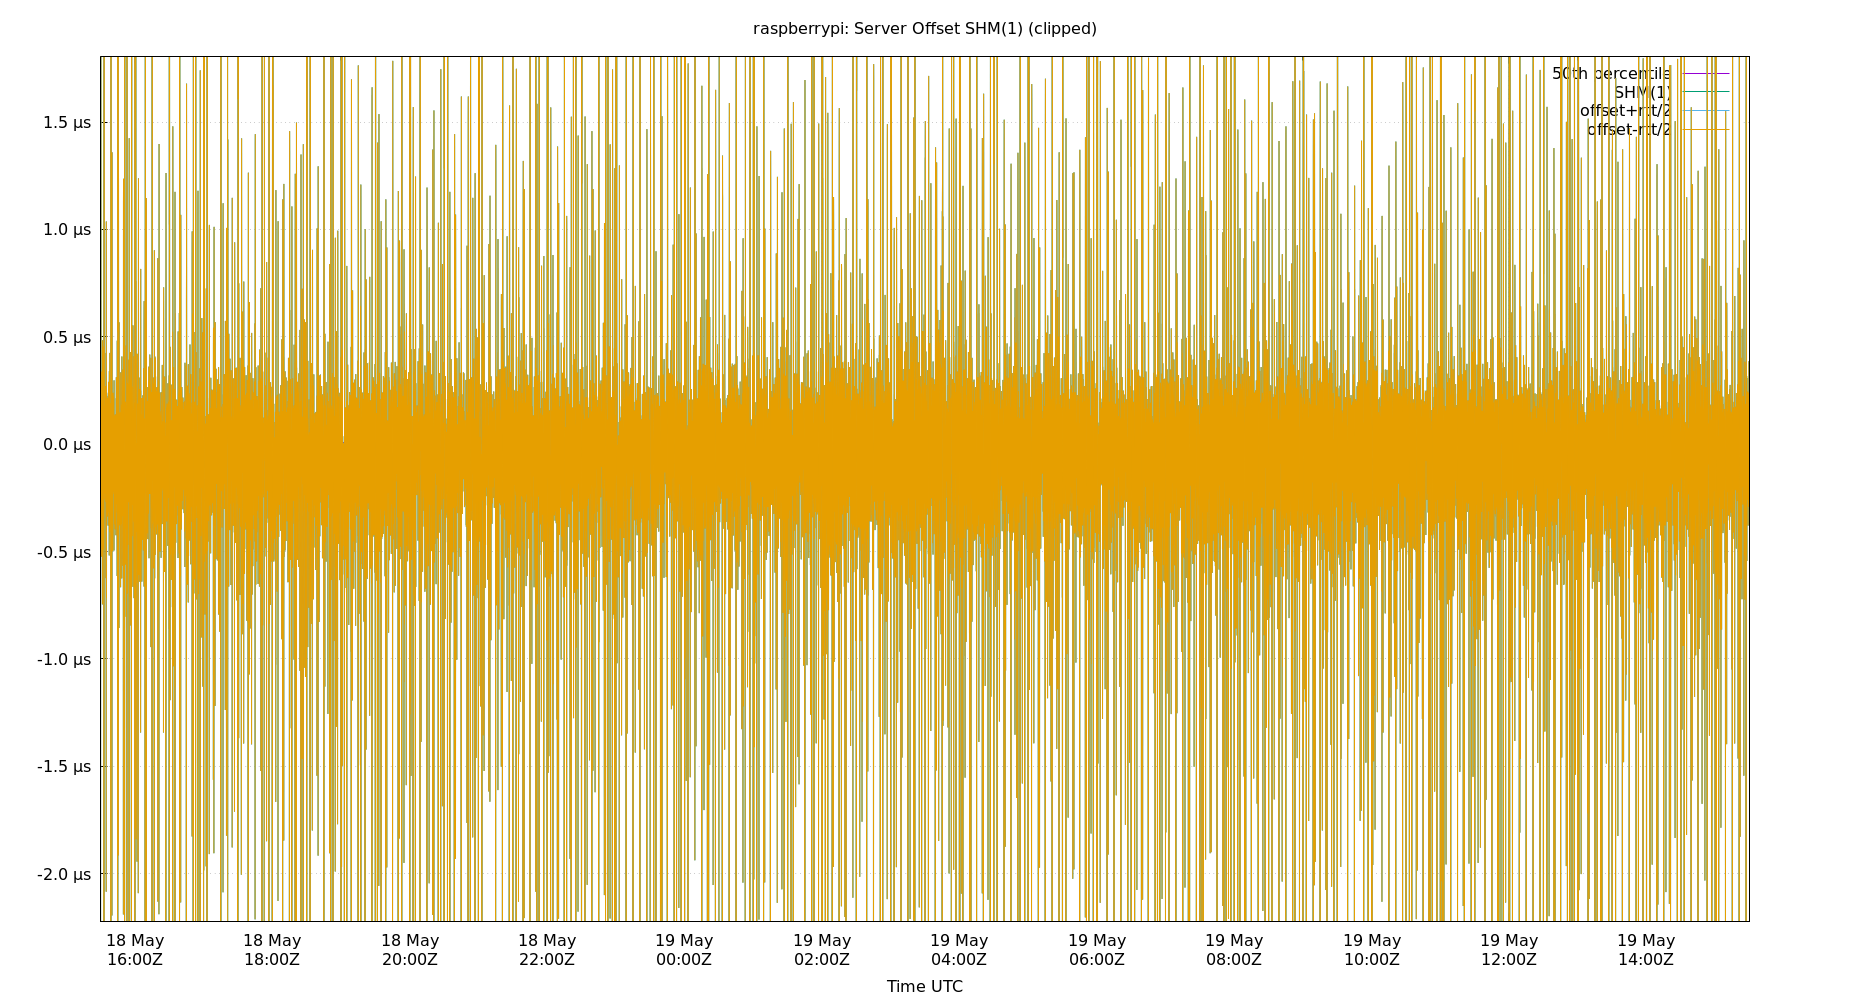 raspberrypi: Server Offset SHM(1) (clipped)
50th percentile
SHM(1)
offset+rtt/2
offset-rtt/2
1.5 µs
1.0 µs
0.5 µs
0.0 µs
-0.5 µs
-1.0 µs
-1.5 µs
-2.0 µs
18 May 18 May 18 May 18 May 19 May 19 May 19 May 19 May 19 May 19 May 19 May 19 May
16:00Z 18:00Z 20:00Z 22:00Z 00:00Z 02:00Z 04:00Z 06:00Z 08:00Z 10:00Z 12:00Z 14:00Z
Time UTC